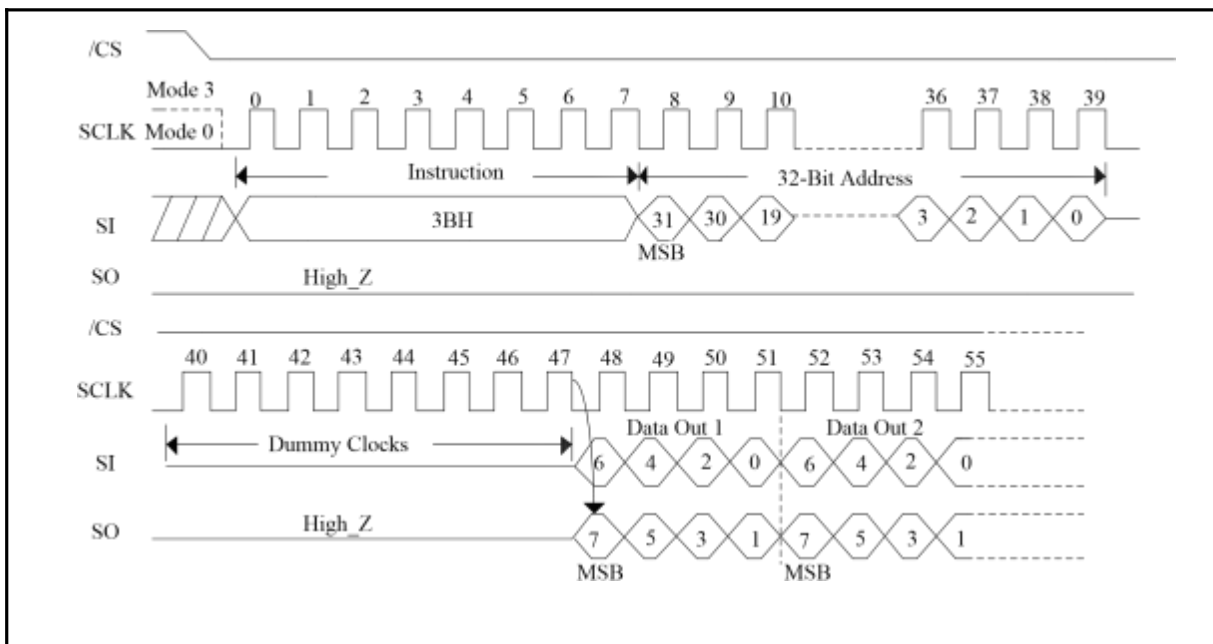 /CS
Mode 3
0 1 2 3 4 5 6 7 8 9 10 36 37 38 39
SCLK Mode 0
Instruction 32-Bit Address
SI 3BH 31 30 19 3 2 1 0
MSB
SO High_Z
/CS
40 41 42 43 44 45 46 47 48 49 50 51 52 53 54 55
SCLK
Dummy Clocks Data Out 1 Data Out 2
SI 6 4 2 0 6 4 2 0
SO High_Z 7 5 3 1 7 5 3 1
MSB MSB